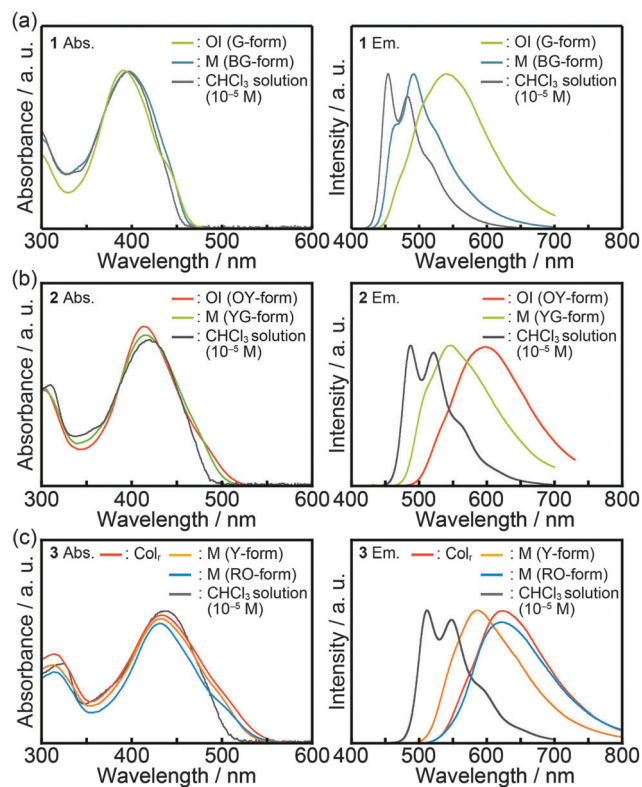 (a)
1 Abs.
: OI (G-form)
: M (BG-form)
: CHCl₃ solution
(10⁻⁵ M)
Absorbance / a. u.
300 400 500 600
Wavelength / nm
1 Em.
: OI (G-form)
: M (BG-form)
: CHCl₃ solution
(10⁻⁵ M)
Intensity / a. u.
400 500 600 700 800
Wavelength / nm
(b)
2 Abs.
: OI (OY-form)
: M (YG-form)
: CHCl₃ solution
(10⁻⁵ M)
Absorbance / a. u.
300 400 500 600
Wavelength / nm
2 Em.
: OI (OY-form)
: M (YG-form)
: CHCl₃ solution
(10⁻⁵ M)
Intensity / a. u.
400 500 600 700 800
Wavelength / nm
(c)
3 Abs. : Colᵣ : M (Y-form)
: M (RO-form)
: CHCl₃ solution
(10⁻⁵ M)
Absorbance / a. u.
300 400 500 600
Wavelength / nm
3 Em. : Colᵣ : M (Y-form)
: M (RO-form)
: CHCl₃ solution
(10⁻⁵ M)
Intensity / a. u.
400 500 600 700 800
Wavelength / nm